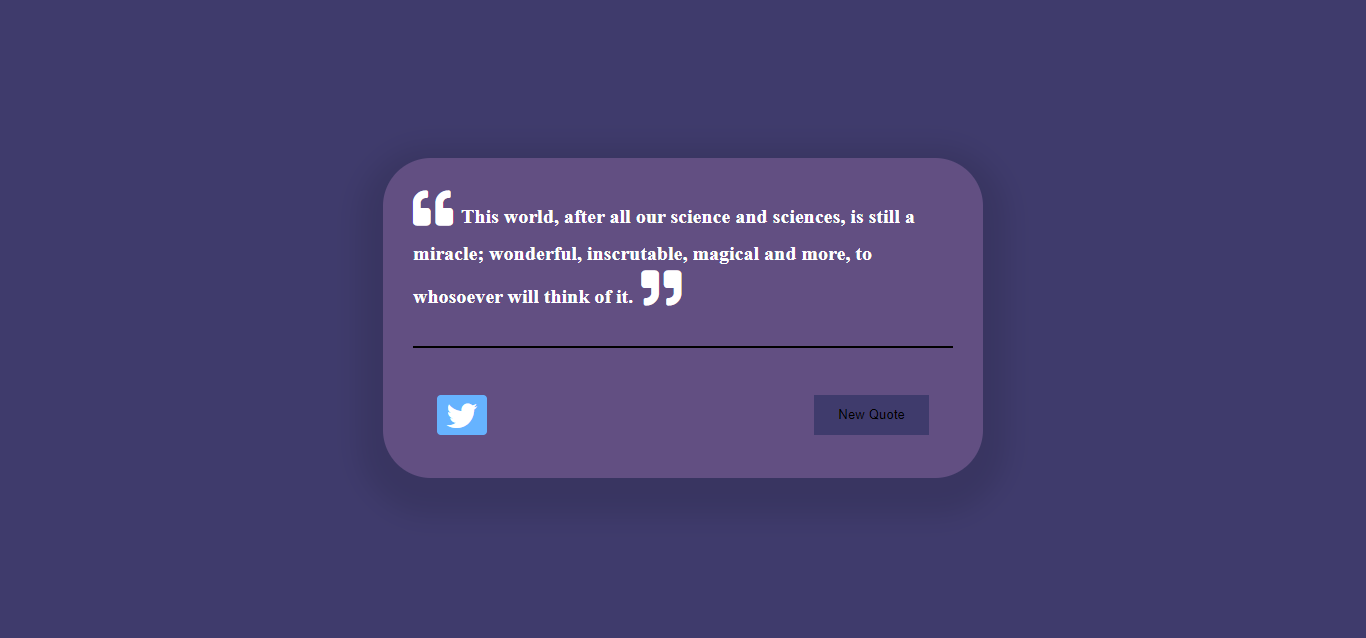 “ This world, after all our science and sciences, is still a
miracle; wonderful, inscrutable, magical and more, to
whosoever will think of it. ”
New Quote